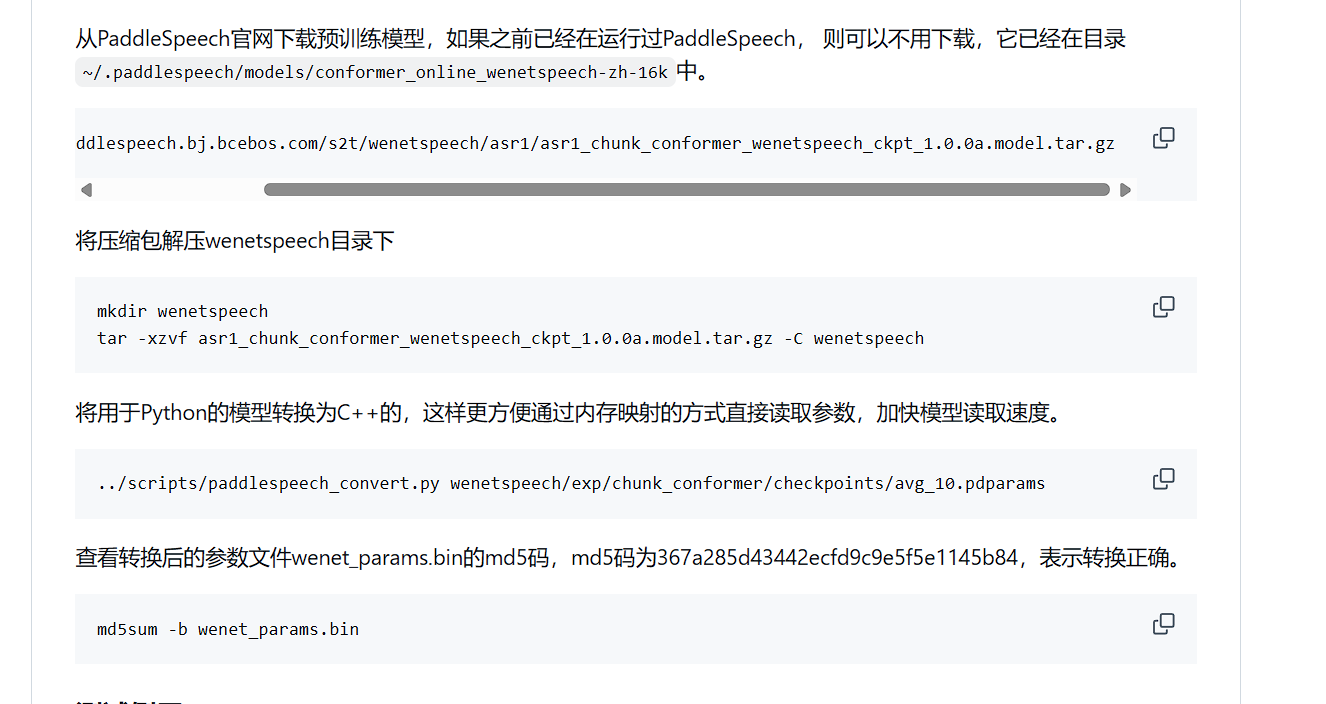 从PaddleSpeech官网下载预训练模型，如果之前已经在运行过PaddleSpeech， 则可以不用下载，它已经在目录
~/.paddlespeech/models/conformer_online_wenetspeech-zh-16k 中。
ddlespeech.bj.bcebos.com/s2t/wenetspeech/asr1/asr1_chunk_conformer_wenetspeech_ckpt_1.0.0a.model.tar.gz
将压缩包解压wenetspeech目录下
mkdir wenetspeech
tar -xzvf asr1_chunk_conformer_wenetspeech_ckpt_1.0.0a.model.tar.gz -C wenetspeech
将用于Python的模型转换为C++的，这样更方便通过内存映射的方式直接读取参数，加快模型读取速度。
../scripts/paddlespeech_convert.py wenetspeech/exp/chunk_conformer/checkpoints/avg_10.pdparams
查看转换后的参数文件wenet_params.bin的md5码，md5码为367a285d43442ecfd9c9e5f5e1145b84，表示转换正确。
md5sum -b wenet_params.bin